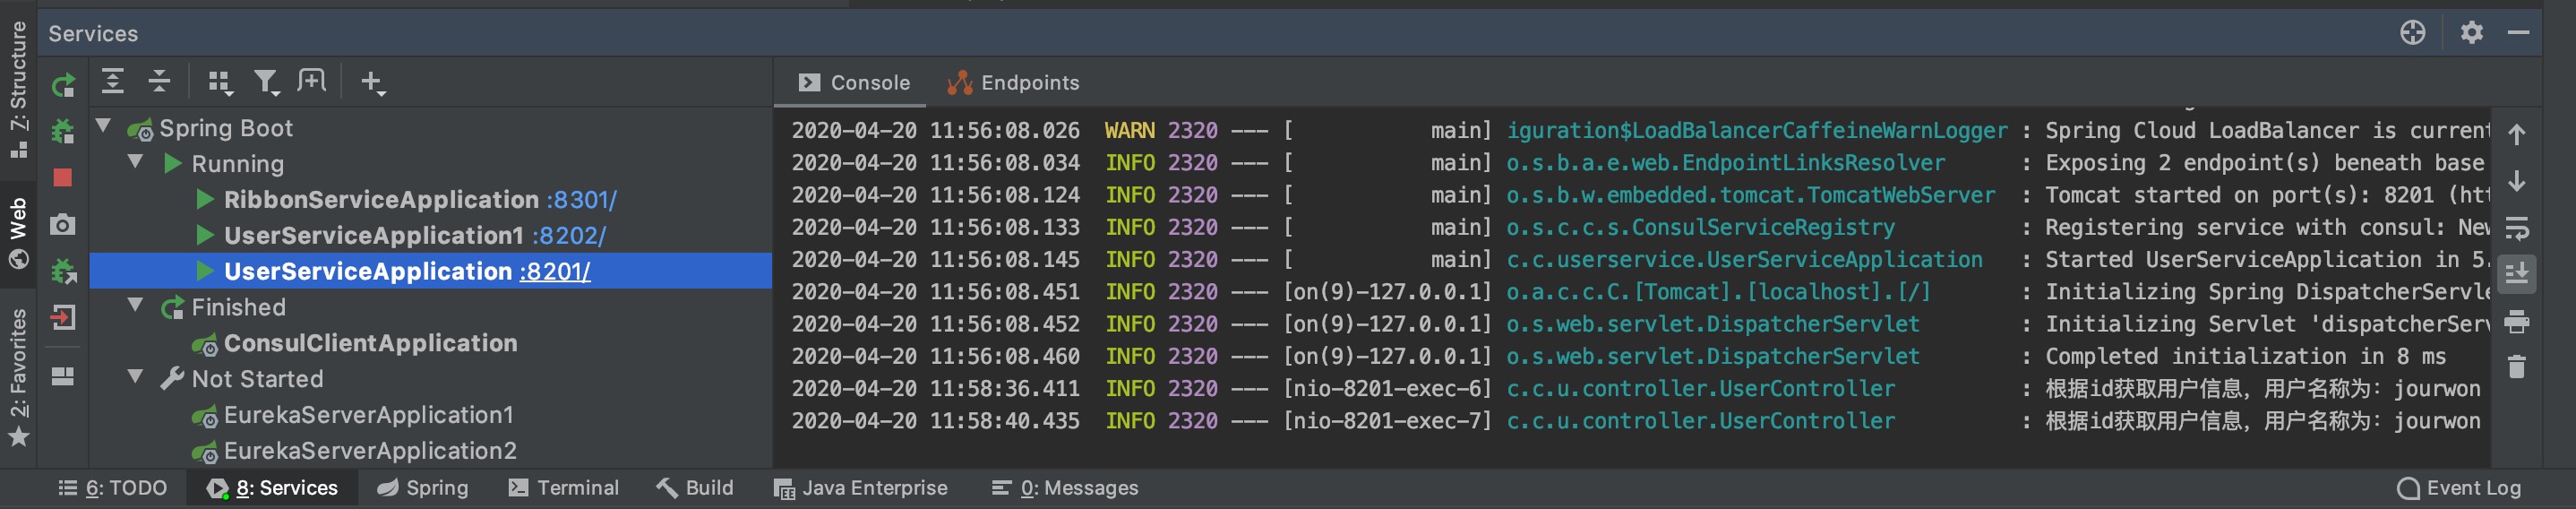 Services
Z: Structure
Web
2: Favorites
Spring Boot
Running
RibbonServiceApplication :8301/
UserServiceApplication1 :8202/
UserServiceApplication :8201/
Finished
ConsulClientApplication
Not Started
EurekaServerApplication1
EurekaServerApplication2
Console Endpoints
2020-04-20 11:56:08.026 WARN 2320 --- [ main] iguration$LoadBalancerCaffeineWarnLogger : Spring Cloud LoadBalancer is current
2020-04-20 11:56:08.034 INFO 2320 --- [ main] o.s.b.a.e.web.EndpointLinksResolver : Exposing 2 endpoint(s) beneath base
2020-04-20 11:56:08.124 INFO 2320 --- [ main] o.s.b.w.embedded.tomcat.TomcatWebServer : Tomcat started on port(s): 8201 (htt
2020-04-20 11:56:08.133 INFO 2320 --- [ main] o.s.c.c.s.ConsulServiceRegistry : Registering service with consul: New
2020-04-20 11:56:08.145 INFO 2320 --- [ main] c.c.userservice.UserServiceApplication : Started UserServiceApplication in 5.
2020-04-20 11:56:08.451 INFO 2320 --- [on(9)-127.0.0.1] o.a.c.c.C.[Tomcat].[localhost].[/] : Initializing Spring DispatcherServle
2020-04-20 11:56:08.452 INFO 2320 --- [on(9)-127.0.0.1] o.s.web.servlet.DispatcherServlet : Initializing Servlet 'dispatcherServ
2020-04-20 11:56:08.460 INFO 2320 --- [on(9)-127.0.0.1] o.s.web.servlet.DispatcherServlet : Completed initialization in 8 ms
2020-04-20 11:58:36.411 INFO 2320 --- [nio-8201-exec-6] c.c.u.controller.UserController : 根据id获取用户信息，用户名称为：jourwon
2020-04-20 11:58:40.435 INFO 2320 --- [nio-8201-exec-7] c.c.u.controller.UserController : 根据id获取用户信息，用户名称为：jourwon
6: TODO 8: Services Spring Terminal Build Java Enterprise 0: Messages Event Log